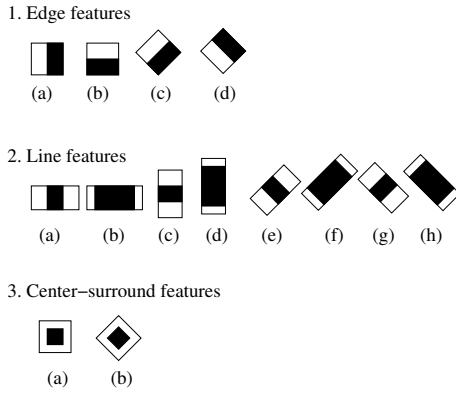 1. Edge features
(a) (b) (c) (d)
2. Line features
(a) (b) (c) (d) (e) (f) (g) (h)
3. Center−surround features
(a) (b)